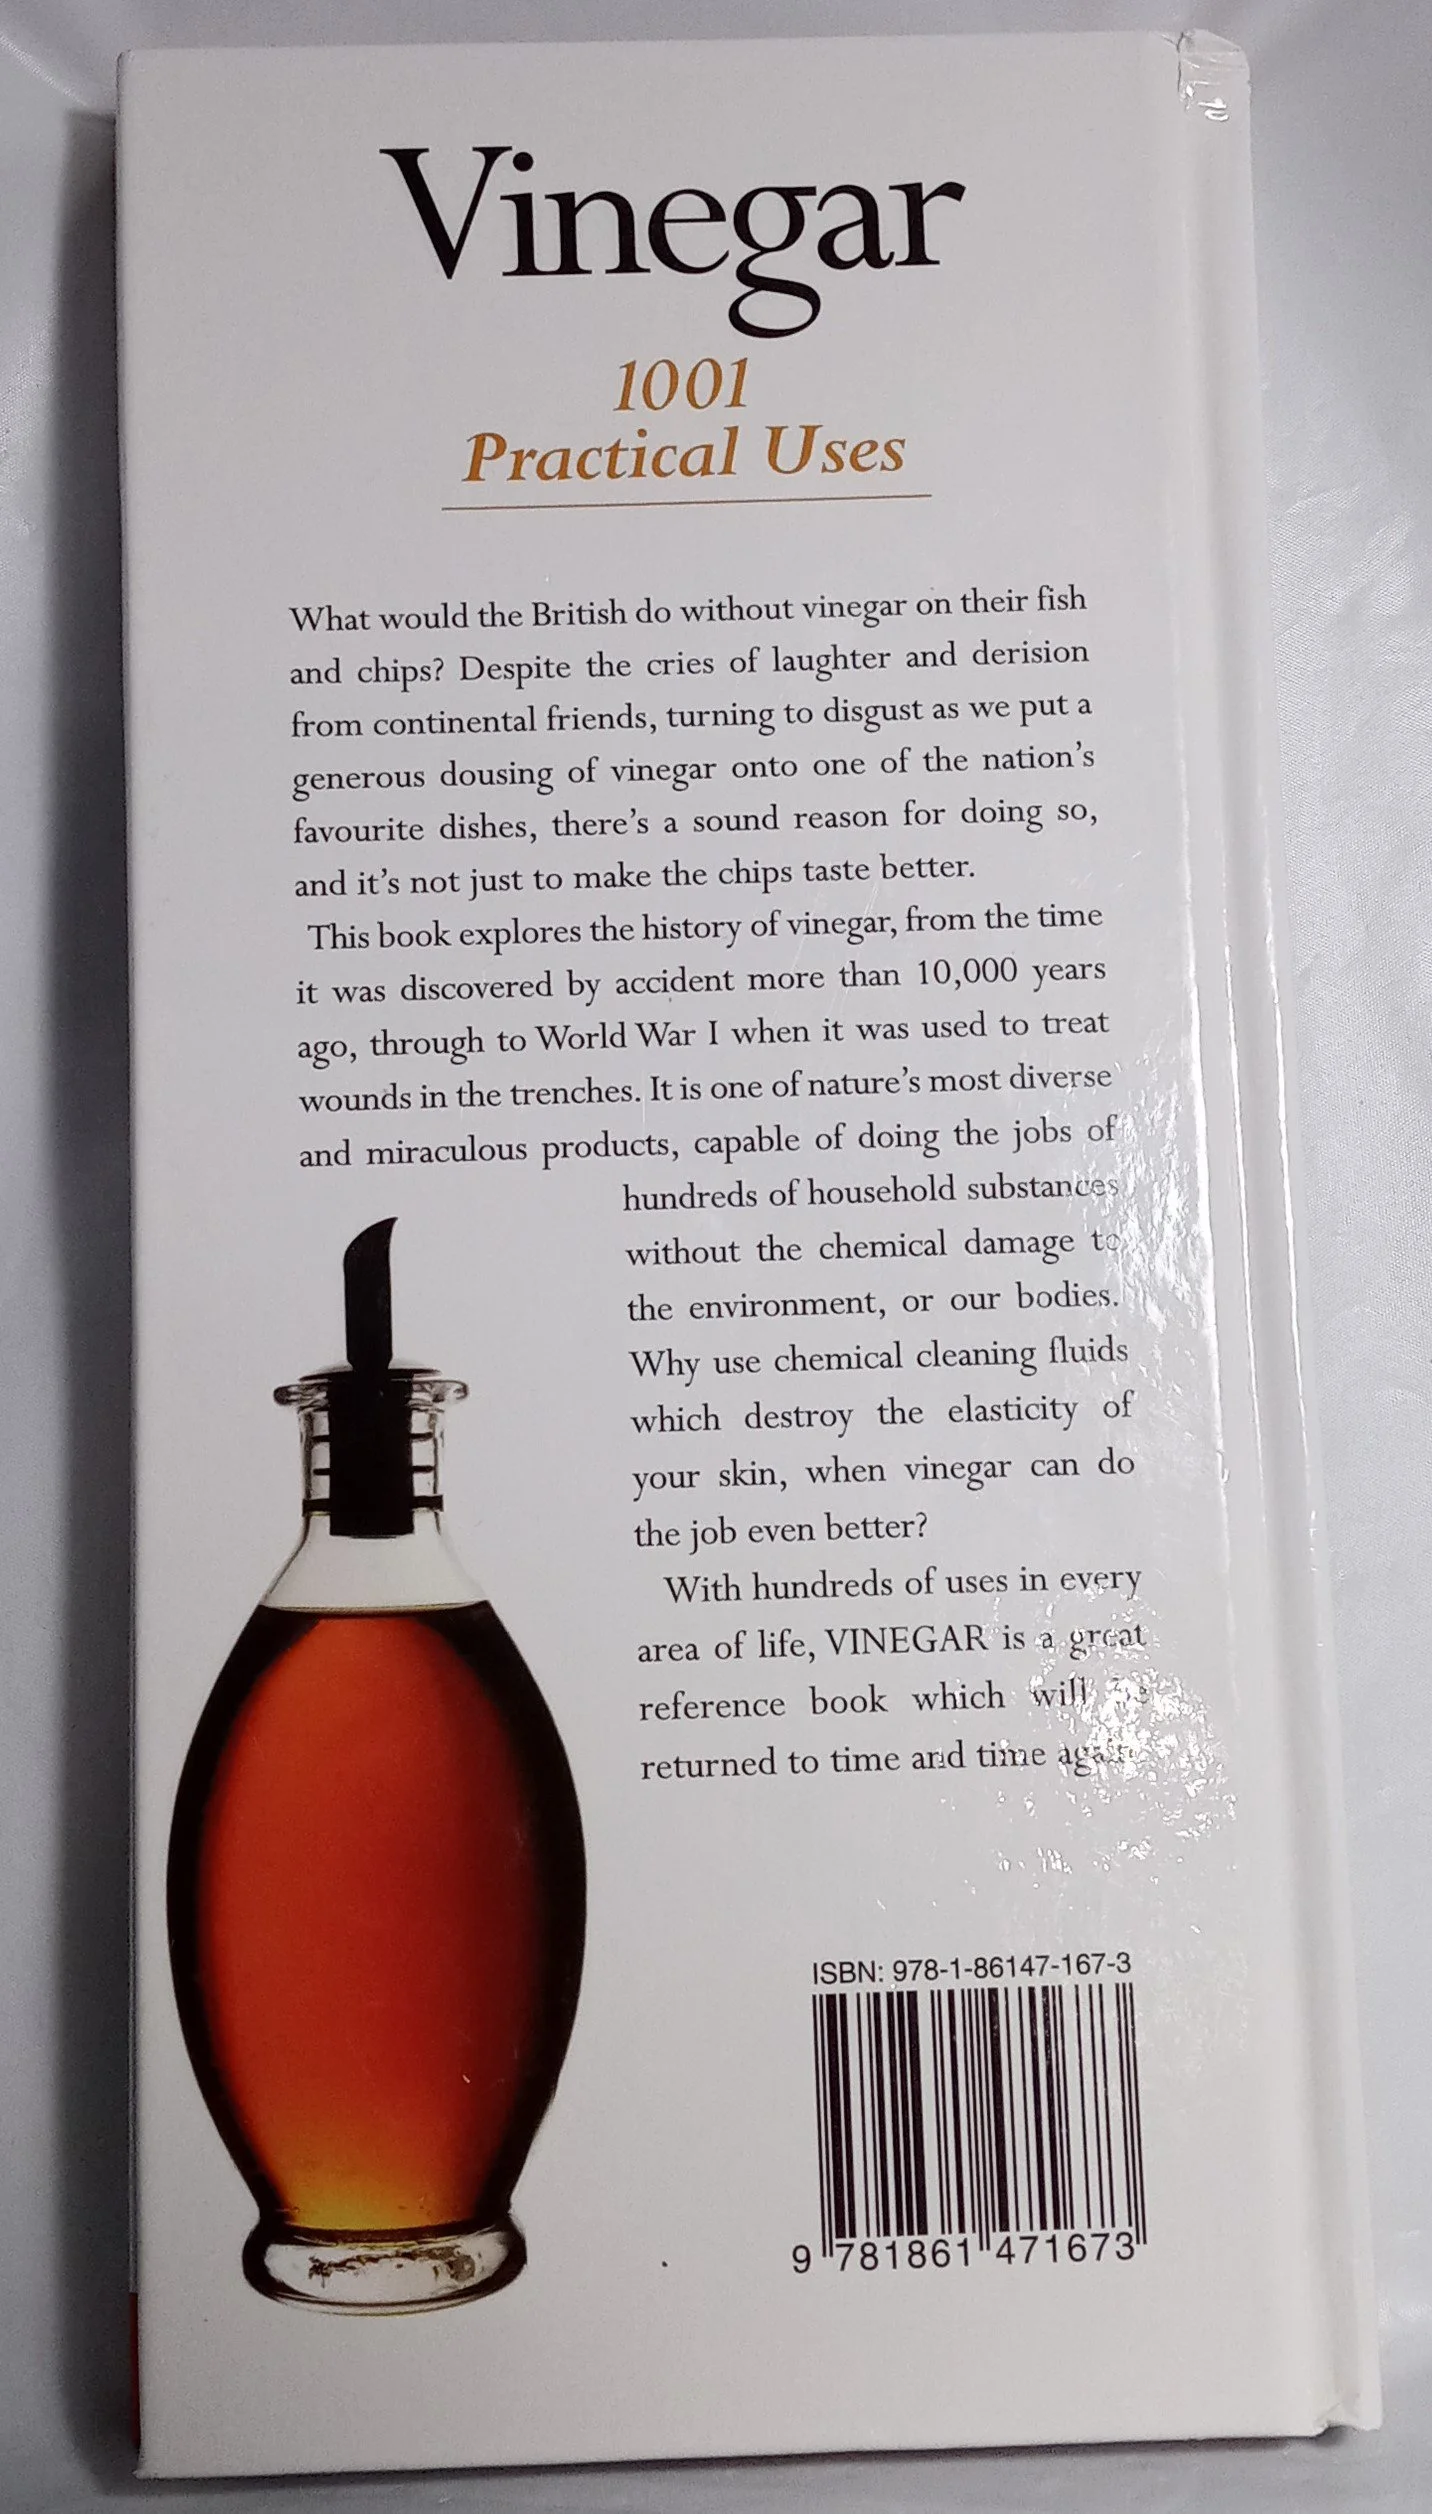 Vinegar
1001
Practical Uses
What would the British do without vinegar on their fish
and chips? Despite the cries of laughter and derision
from continental friends, turning to disgust as we put a
generous dousing of vinegar onto one of the nation's
favourite dishes, there's a sound reason for doing so,
and it's not just to make the chips taste better.
This book explores the history of vinegar, from the time
it was discovered by accident more than 10,000 years
ago, through to World War I when it was used to treat
wounds in the trenches. It is one of nature's most diverse
and miraculous products, capable of doing the jobs of
hundreds of household substances
without the chemical damage to
the environment, or our bodies.
Why use chemical cleaning fluids
which destroy the elasticity of
your skin, when vinegar can do
the job even better?
With hundreds of uses in every
area of life, VINEGAR is a great
reference book which will
returned to time and time again
ISBN: 978-1-86147-167-3
9 781861 471673